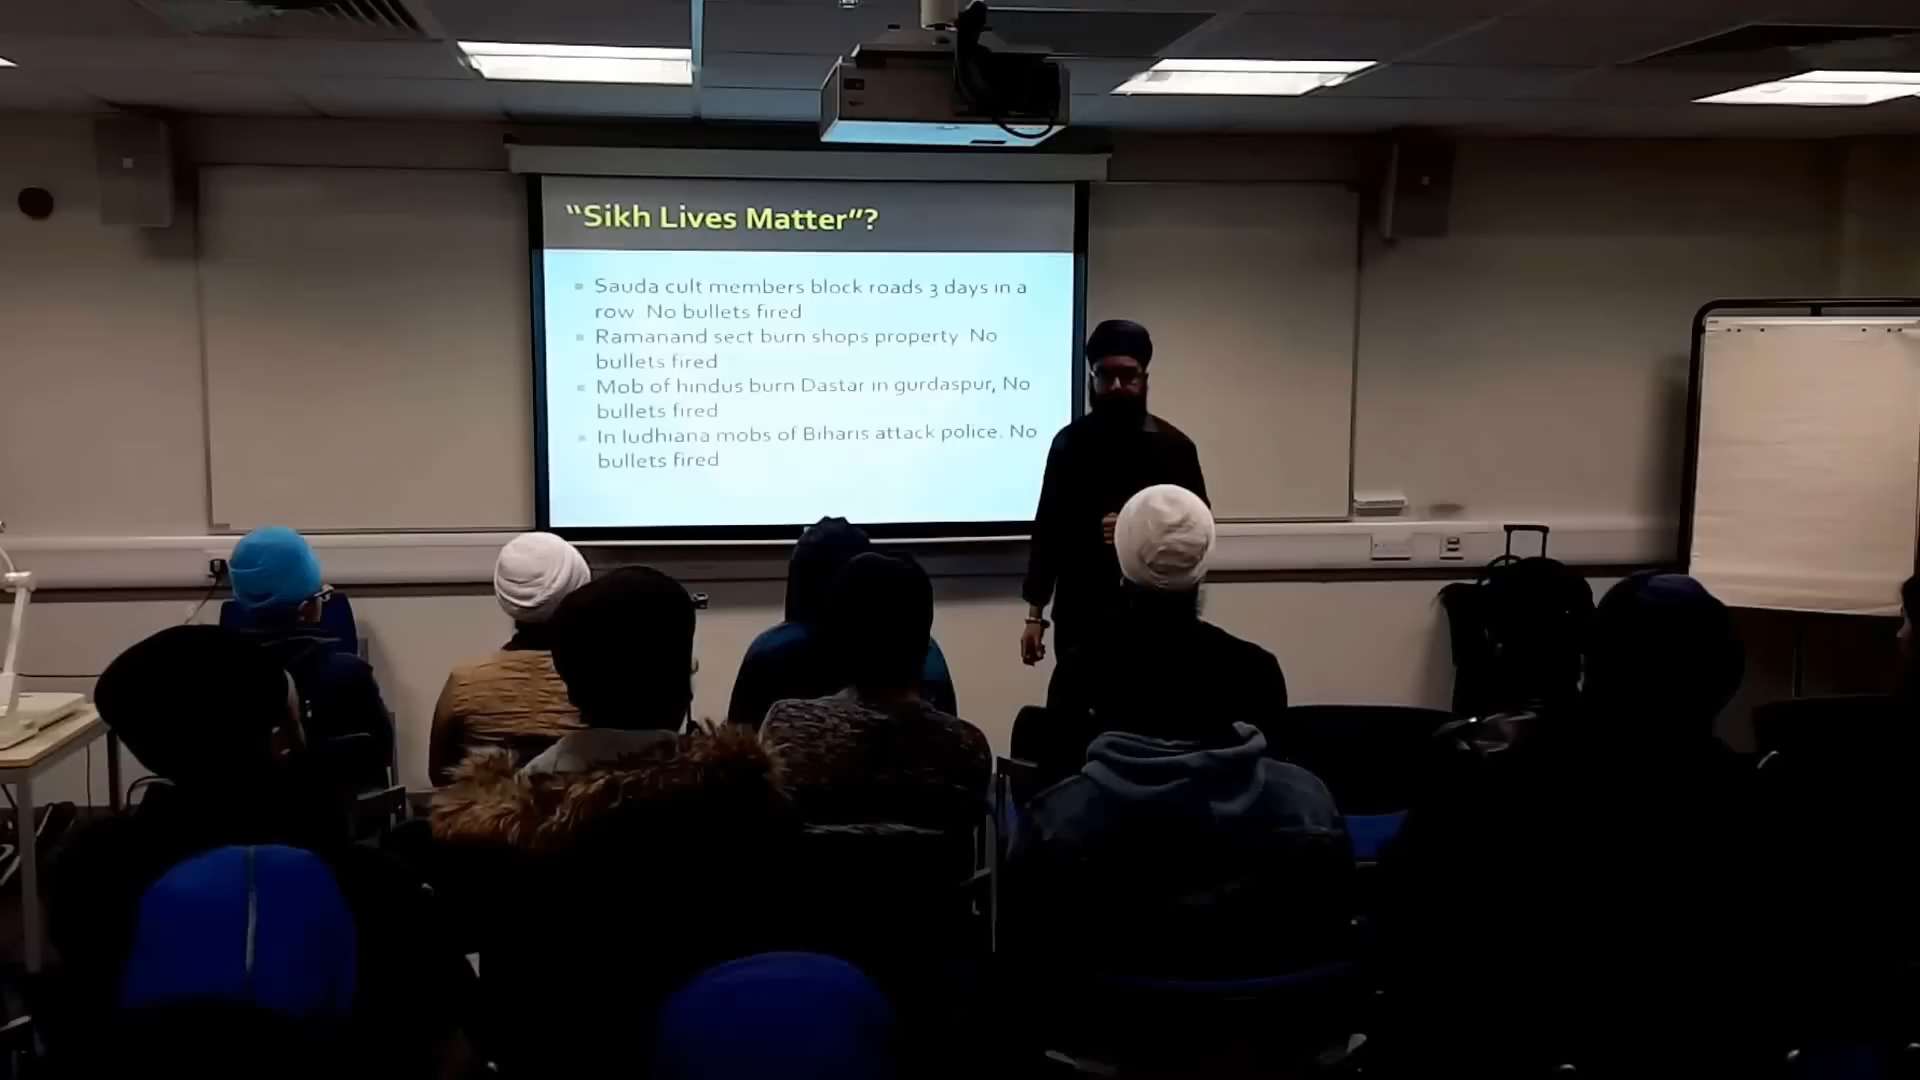 “Sikh Lives Matter”?
Sauda cult members block roads 3 days in a
row No bullets fired
Ramanand sect burn shops property No
bullets fired
Mob of hindus burn Dastar in gurdaspur, No
bullets fired
In ludhiana mobs of Biharis attack police. No
bullets fired